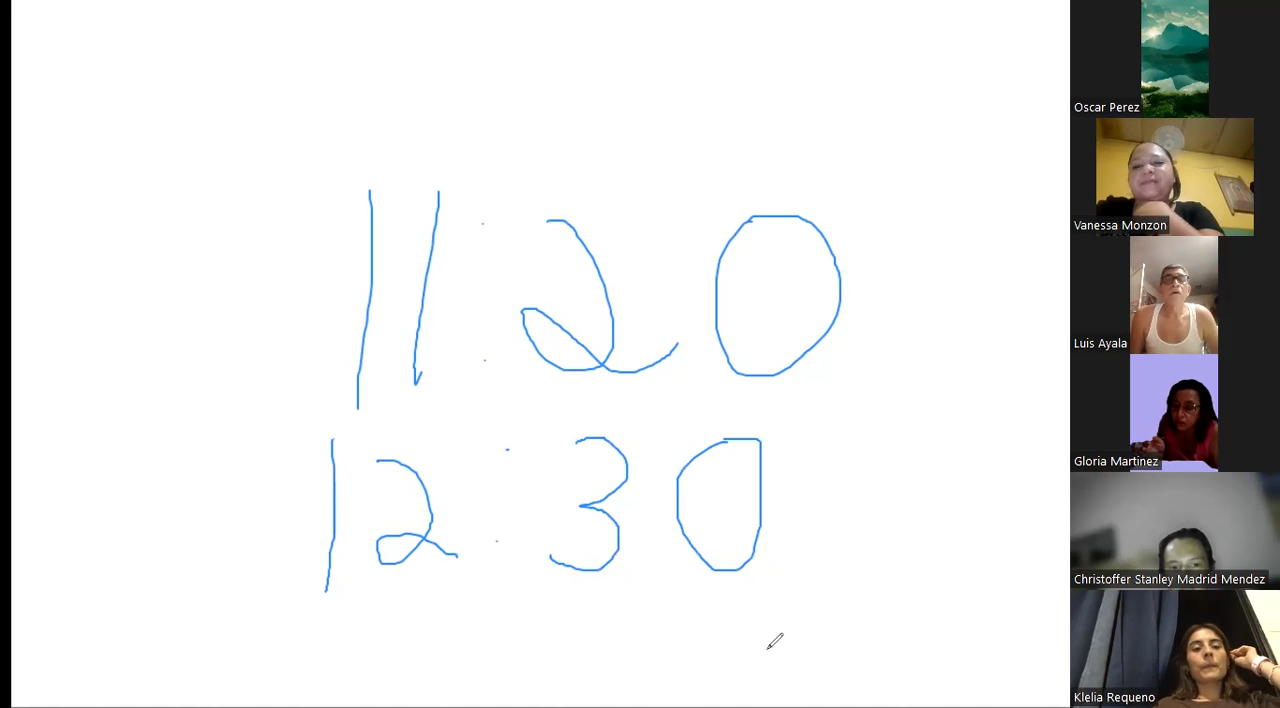 11:20
12:30
Oscar Perez
Vanessa Monzon
Luis Ayala
Gloria Martinez
Christoffer Stanley Madrid Mendez
Klelia Requeno